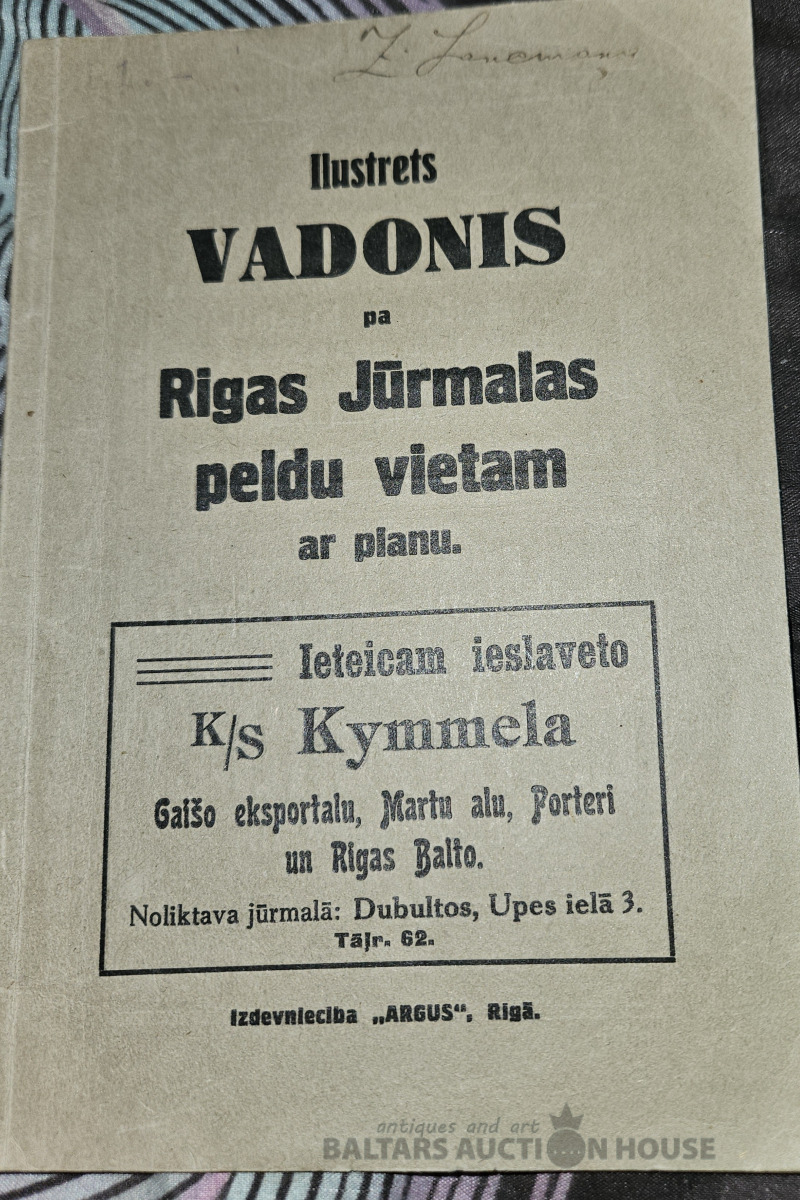 Ilustrets
VADONIS
pa
Rigas Jūrmalas
peldu vietam
ar planu.
Ieteicam ieslaveto
K/S Kymmela
Gaišo eksportalu, Martu alu, Porteri
un Rigas Balto.
Noliktava jūrmalā: Dubultos, Upes ielā 3.
Tāļr. 62.
Izdevnieciba „ARGUS“, Rigā.
antiques and art
BALTARS AUCTION HOUSE